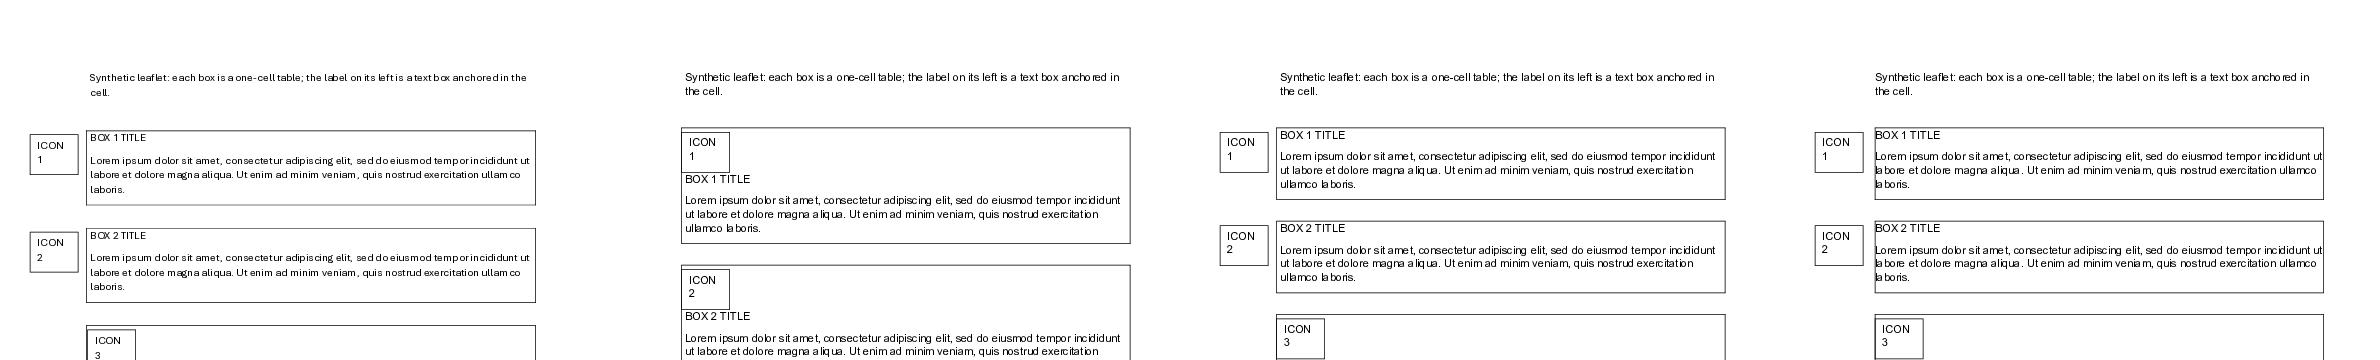 Synthetic leaflet: each box is a one-cell table; the label on its left is a text box anchored in the
cell.
ICON
1
BOX 1 TITLE
Lorem ipsum dolor sit amet, consectetur adipiscing elit, sed do eiusmod tempor incididunt ut
labore et dolore magna aliqua. Ut enim ad minim veniam, quis nostrud exercitation ullamco
laboris.
ICON
2
BOX 2 TITLE
Lorem ipsum dolor sit amet, consectetur adipiscing elit, sed do eiusmod tempor incididunt ut
labore et dolore magna aliqua. Ut enim ad minim veniam, quis nostrud exercitation ullamco
laboris.
ICON
3
Synthetic leaflet: each box is a one-cell table; the label on its left is a text box anchored in
the cell.
ICON
1
BOX 1 TITLE
Lorem ipsum dolor sit amet, consectetur adipiscing elit, sed do eiusmod tempor incididunt
ut labore et dolore magna aliqua. Ut enim ad minim veniam, quis nostrud exercitation
ullamco laboris.
ICON
2
BOX 2 TITLE
Lorem ipsum dolor sit amet, consectetur adipiscing elit, sed do eiusmod tempor incididunt
ut labore et dolore magna aliqua. Ut enim ad minim veniam, quis nostrud exercitation
Synthetic leaflet: each box is a one-cell table; the label on its left is a text box anchored in
the cell.
ICON
1
BOX 1 TITLE
Lorem ipsum dolor sit amet, consectetur adipiscing elit, sed do eiusmod tempor incididunt
ut labore et dolore magna aliqua. Ut enim ad minim veniam, quis nostrud exercitation
ullamco laboris.
ICON
2
BOX 2 TITLE
Lorem ipsum dolor sit amet, consectetur adipiscing elit, sed do eiusmod tempor incididunt
ut labore et dolore magna aliqua. Ut enim ad minim veniam, quis nostrud exercitation
ullamco laboris.
ICON
3
Synthetic leaflet: each box is a one-cell table; the label on its left is a text box anchored in
the cell.
ICON
1
BOX 1 TITLE
Lorem ipsum dolor sit amet, consectetur adipiscing elit, sed do eiusmod tempor incididunt ut
labore et dolore magna aliqua. Ut enim ad minim veniam, quis nostrud exercitation ullamco
laboris.
ICON
2
BOX 2 TITLE
Lorem ipsum dolor sit amet, consectetur adipiscing elit, sed do eiusmod tempor incididunt ut
labore et dolore magna aliqua. Ut enim ad minim veniam, quis nostrud exercitation ullamco
laboris.
ICON
3